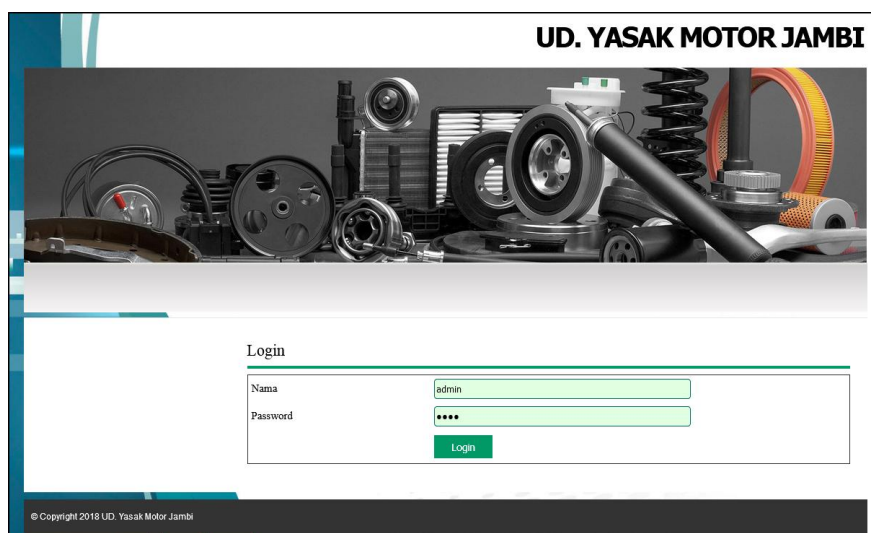 UD. YASAK MOTOR JAMBI
Login
Nama
admin
Password
••••
Login
© Copyright 2018 UD. Yasak Motor Jambi